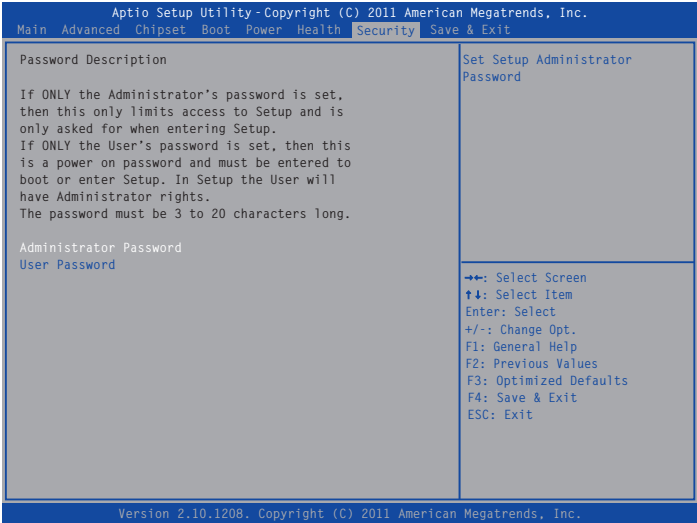 Aptio Setup Utility - Copyright (C) 2011 American Megatrends, Inc.
Main Advanced Chipset Boot Power Health Security Save & Exit
Password Description
If ONLY the Administrator's password is set,
then this only limits access to Setup and is
only asked for when entering Setup.
If ONLY the User's password is set, then this
is a power on password and must be entered to
boot or enter Setup. In Setup the User will
have Administrator rights.
The password must be 3 to 20 characters long.
Administrator Password
User Password
Set Setup Administrator
Password
→←: Select Screen
↑↓: Select Item
Enter: Select
+/-: Change Opt.
F1: General Help
F2: Previous Values
F3: Optimized Defaults
F4: Save & Exit
ESC: Exit
Version 2.10.1208. Copyright (C) 2011 American Megatrends, Inc.